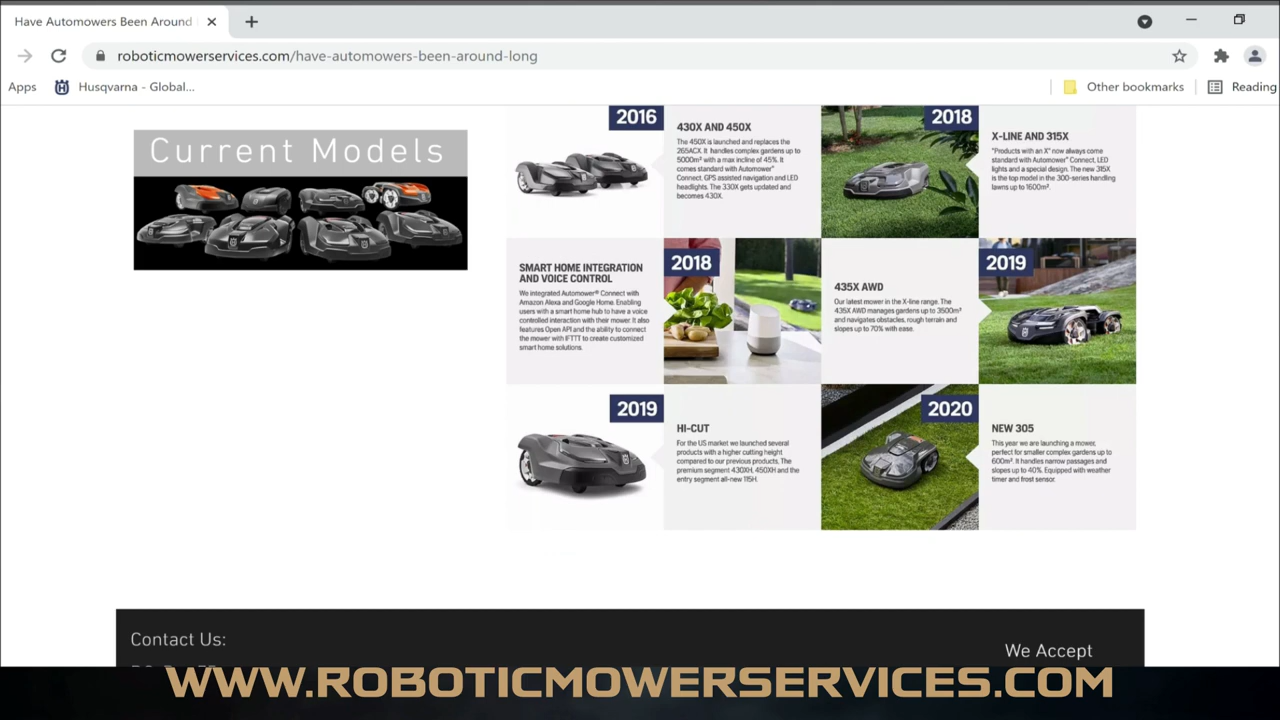 Have Automowers Been Around
roboticmowerservices.com/have-automowers-been-around-long
Apps
Husqvarna - Global...
Other bookmarks
Reading
Current Models
2016
430X AND 450X
The 450X is launched and replaces the
265ACX. It handles complex gardens up to
5000m² with a max incline of 45%. It
comes standard with Automower®
Connect. GPS assisted navigation and LED
headlights. The 330X gets updated and
becomes 430X.
2018
X-LINE AND 315X
"Products with an X" now always come
standard with Automower® Connect, LED
lights and a special design. The new 315X
is the top model in the 300-series handling
lawns up to 1600m².
SMART HOME INTEGRATION
AND VOICE CONTROL
We integrated Automower® Connect with
Amazon Alexa and Google Home. Enabling
users with a smart home hub to have a voice
controlled interaction with their mower. It also
features Open API and the ability to connect
the mower with IFTTT to create customized
smart home solutions.
2018
435X AWD
Our latest mower in the X-line range. The
435X AWD manages gardens up to 3500m²
and navigates obstacles, rough terrain and
slopes up to 70% with ease.
2019
2019
HI-CUT
For the US market we launched several
products with a higher cutting height
compared to our previous products. The
premium segment 430XH, 450XH and the
entry segment all-new 115H.
2020
NEW 305
This year we are launching a mower,
perfect for smaller complex gardens up to
600m². It handles narrow passages and
slopes up to 40%. Equipped with weather
timer and frost sensor.
Contact Us:
We Accept
WWW.ROBOTICMOWERSERVICES.COM